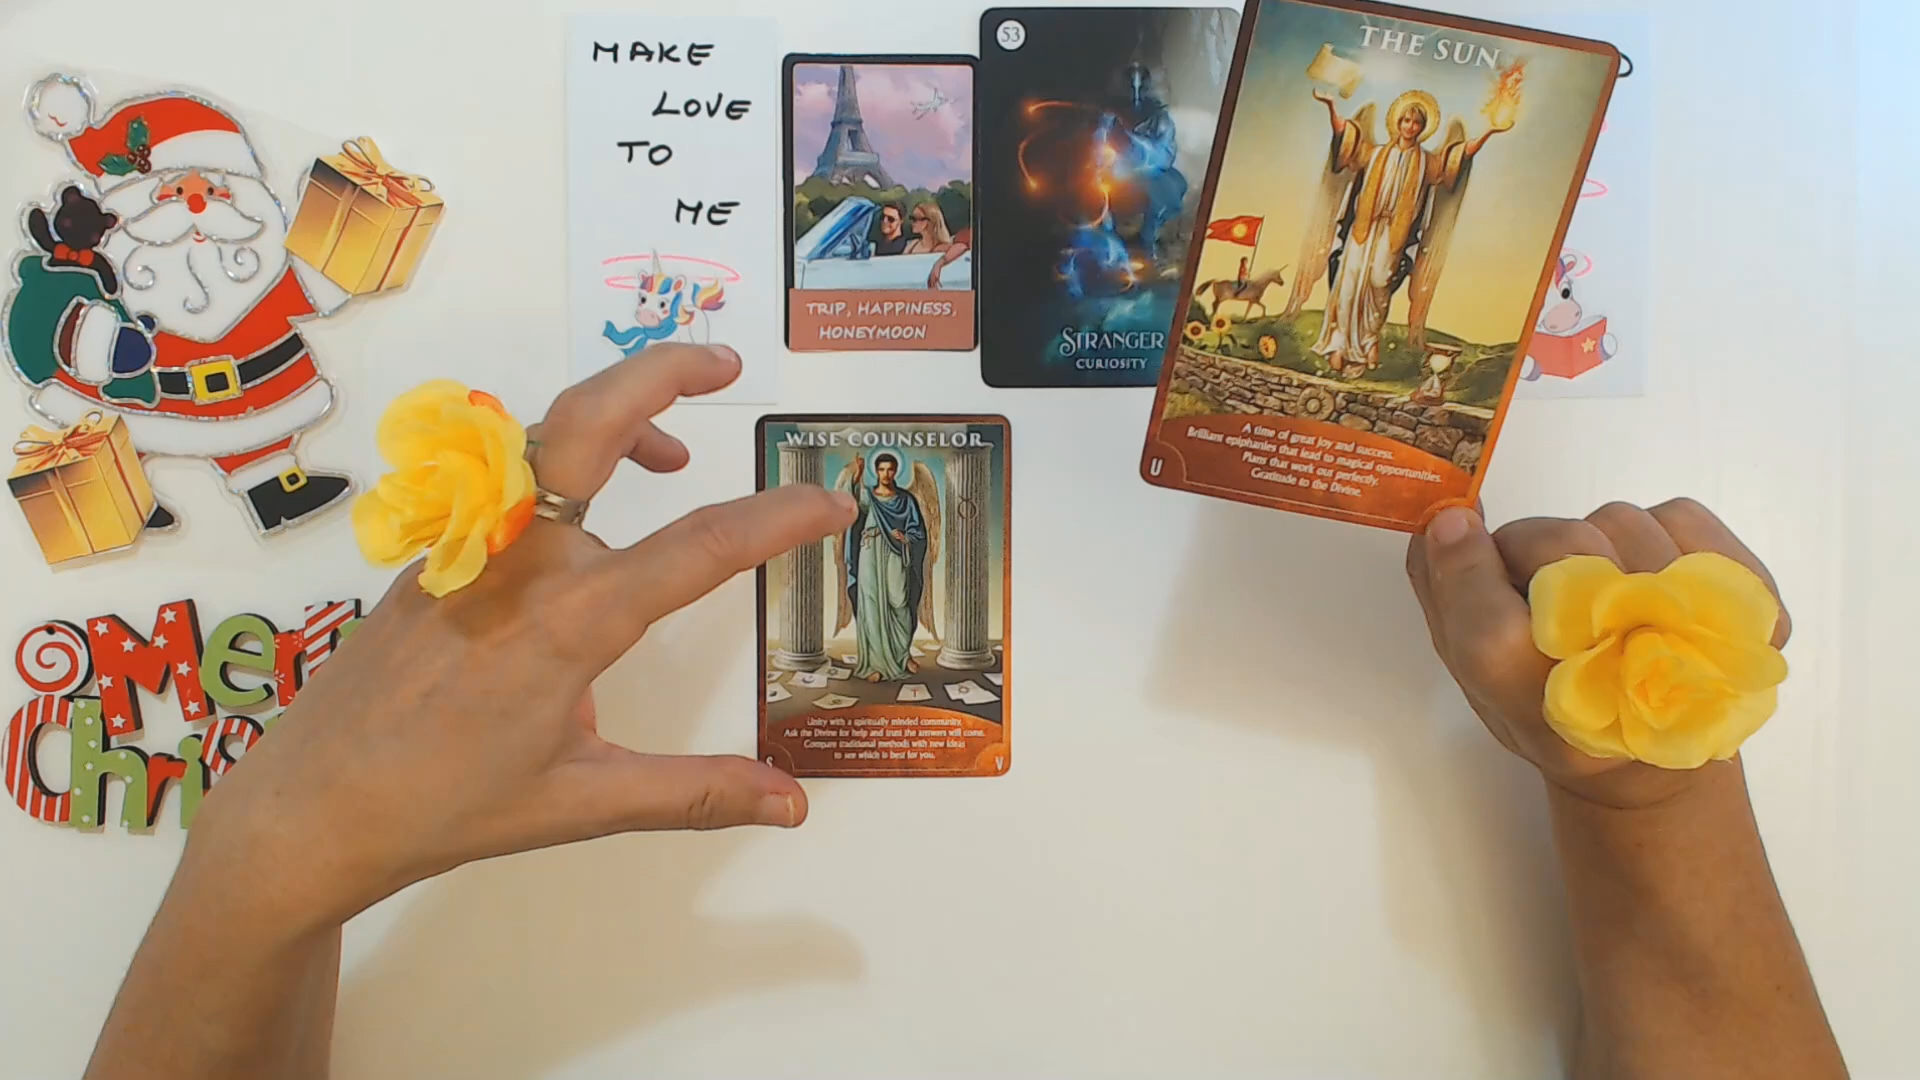 MAKE
LOVE
TO
ME
TRIP, HAPPINESS,
HONEYMOON
53
STRANGER
CURIOSITY
THE SUN
A time of great joy and success.
Brilliant epiphanies that lead to magical opportunities.
Plans that work out perfectly.
Gratitude to the Divine.
U
WISE COUNSELOR
Unity with a spiritually minded community.
Ask the Divine for help and trust the answers will come.
Compare traditional methods with new ideas
to see which is best for you.
S
V
Merr
Chris